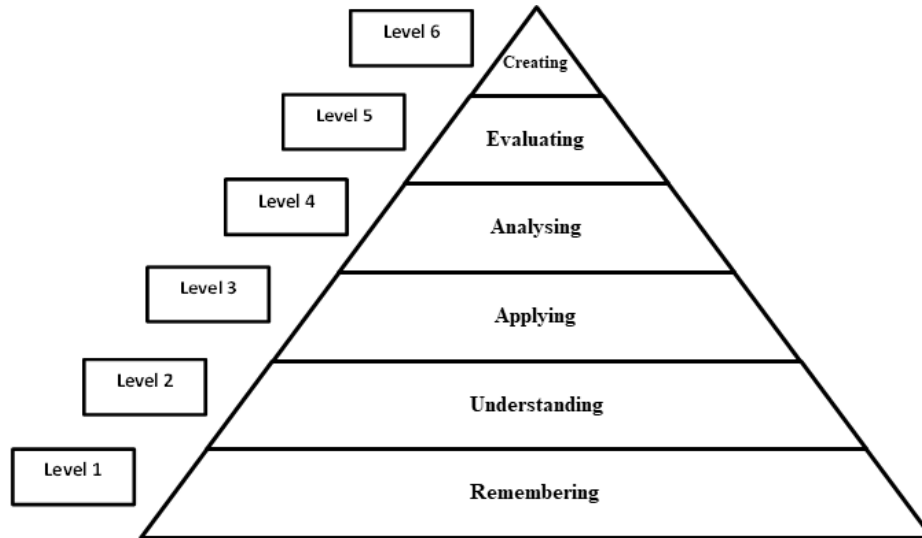 Level 6
Creating
Level 5
Evaluating
Level 4
Analysing
Level 3
Applying
Level 2
Understanding
Level 1
Remembering